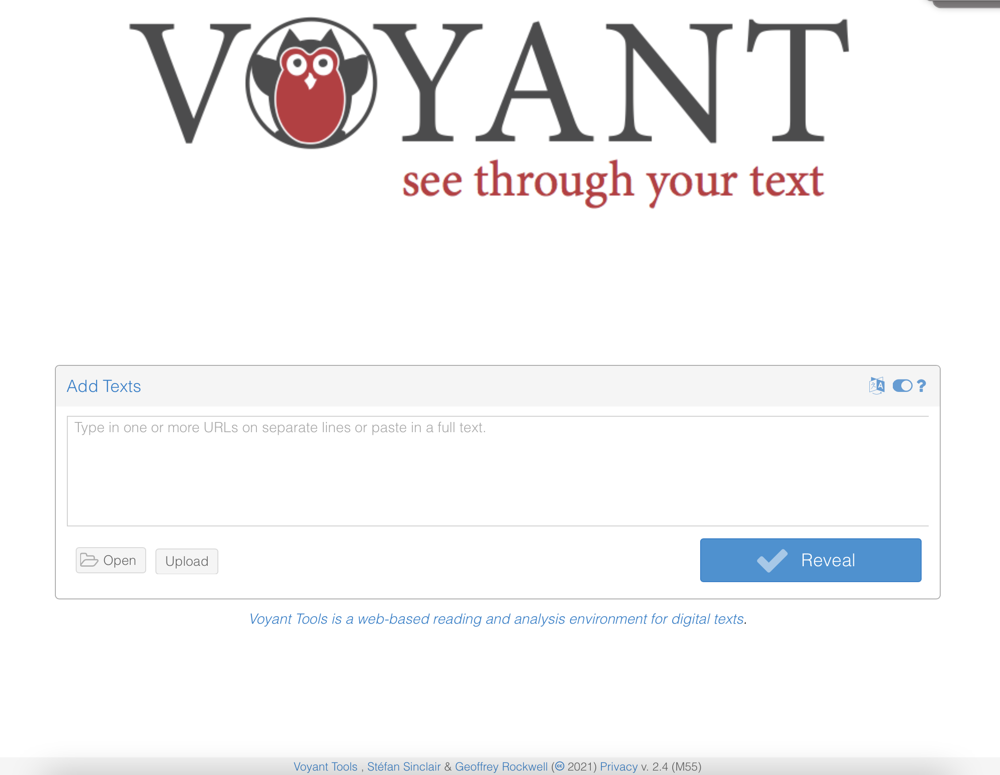 VOYANT
see through your text
Add Texts
Type in one or more URLs on separate lines or paste in a full text.
Open
Upload
Reveal
Voyant Tools is a web-based reading and analysis environment for digital texts.
Voyant Tools , Stéfan Sinclair & Geoffrey Rockwell (🅭 2021) Privacy v. 2.4 (M55)